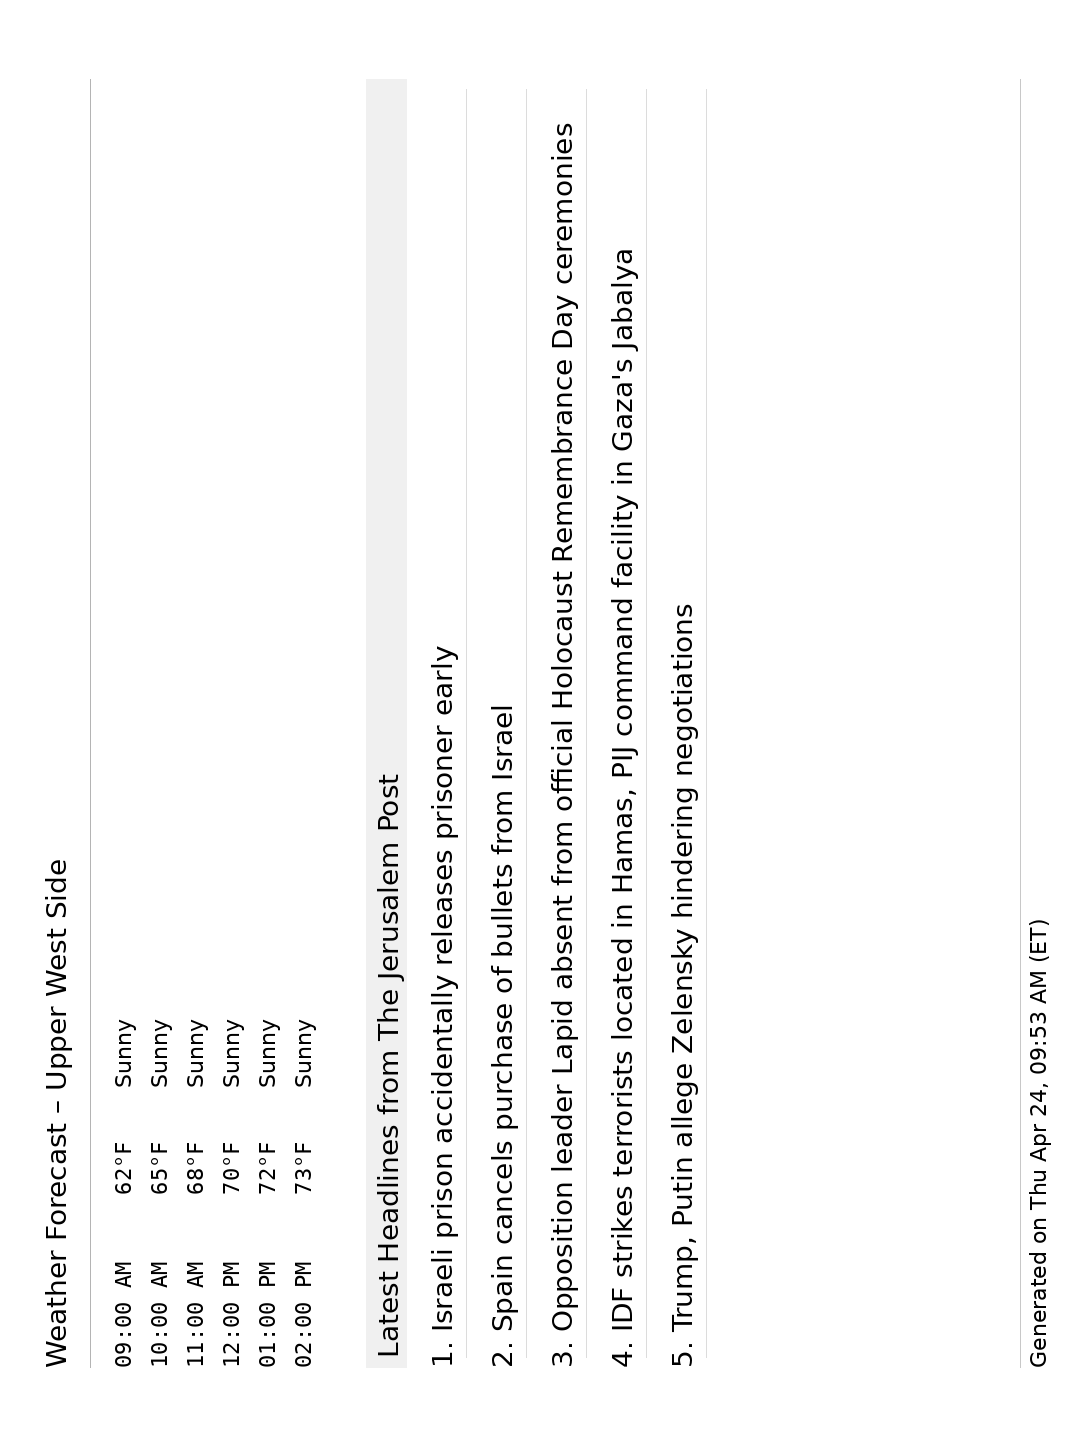 Weather Forecast – Upper West Side
09:00 AM 62°F Sunny
10:00 AM 65°F Sunny
11:00 AM 68°F Sunny
12:00 PM 70°F Sunny
01:00 PM 72°F Sunny
02:00 PM 73°F Sunny
Latest Headlines from The Jerusalem Post
1. Israeli prison accidentally releases prisoner early
2. Spain cancels purchase of bullets from Israel
3. Opposition leader Lapid absent from official Holocaust Remembrance Day ceremonies
4. IDF strikes terrorists located in Hamas, PIJ command facility in Gaza's Jabalya
5. Trump, Putin allege Zelensky hindering negotiations
Generated on Thu Apr 24, 09:53 AM (ET)